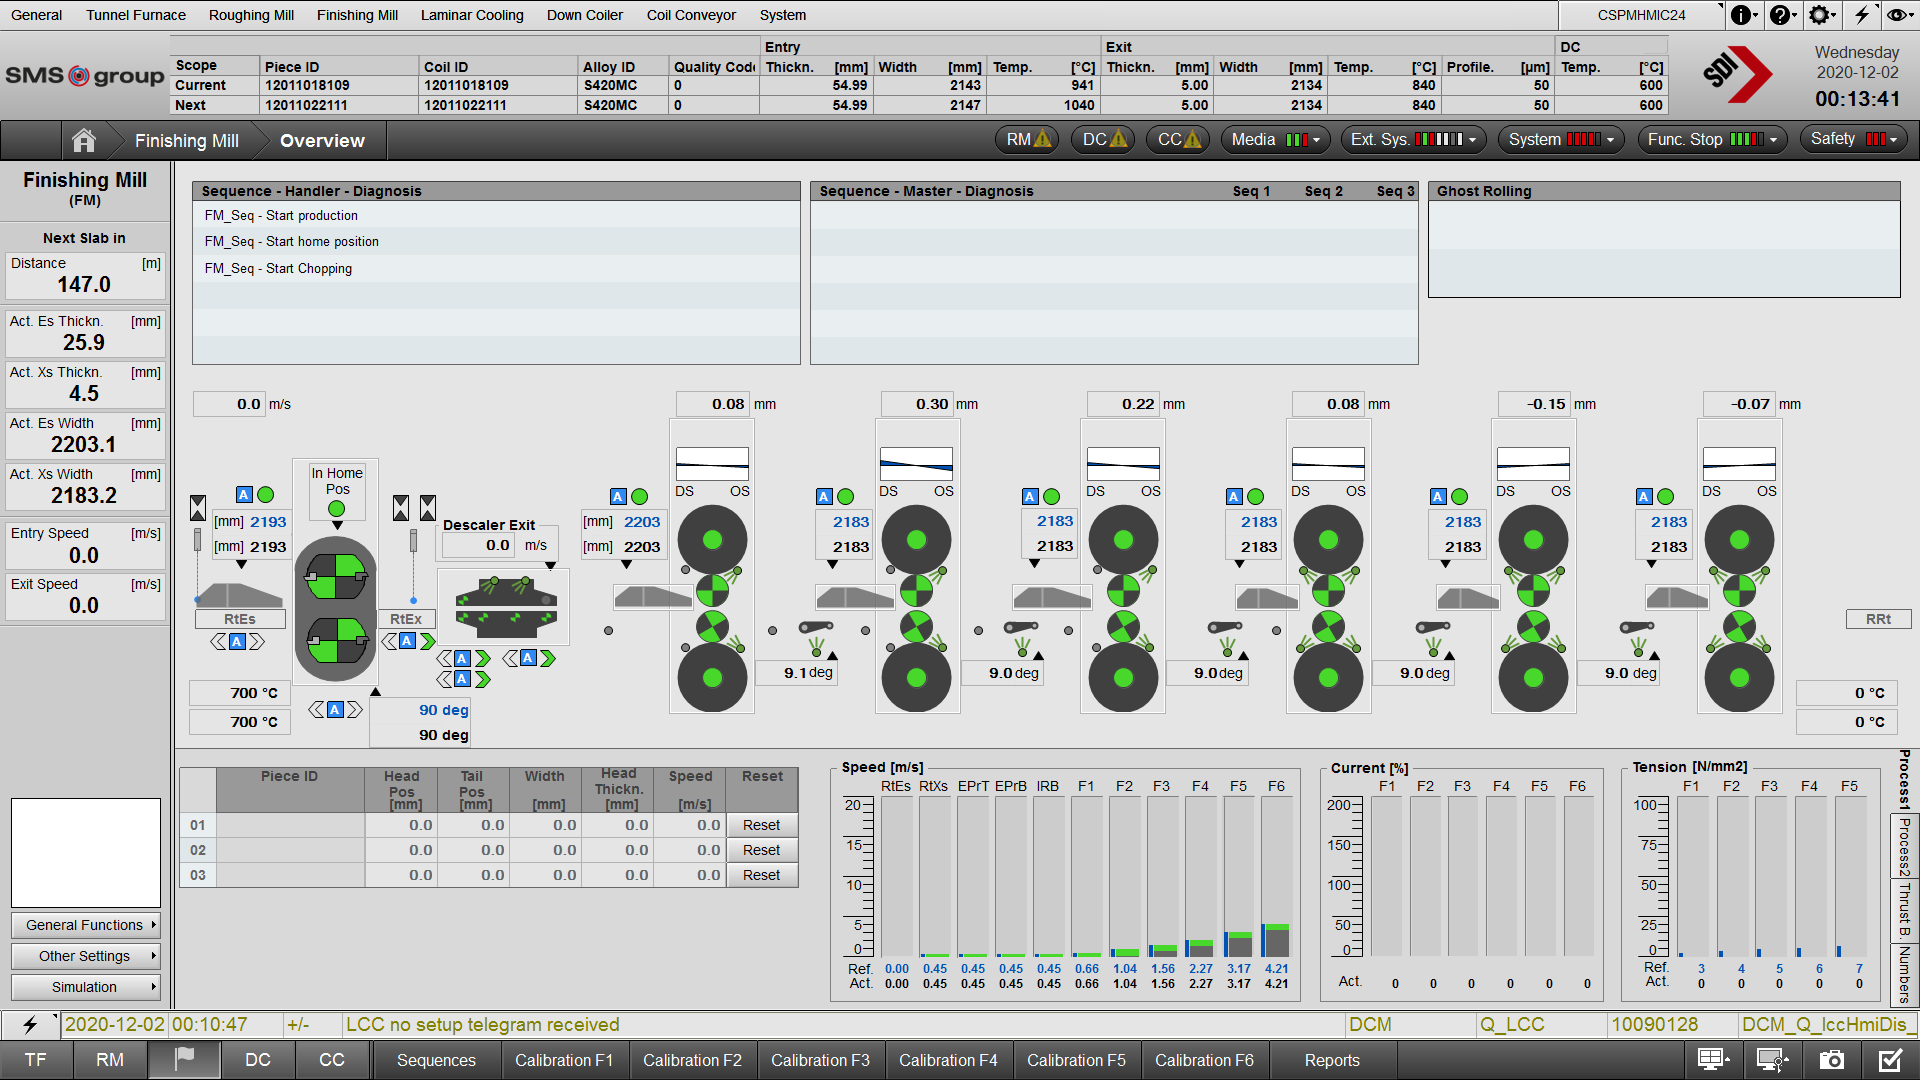 General Tunnel Furnace Roughing Mill Finishing Mill Laminar Cooling Down Coiler Coil Conveyor System CSPMHMIC24
Entry Exit DC
Scope Piece ID Coil ID Alloy ID Quality Code Thickn. [mm] Width [mm] Temp. [°C] Thickn. [mm] Width [mm] Temp. [°C] Profile. [µm] Temp. [°C]
Current 12011018109 12011018109 S420MC 0 54.99 2143 941 5.00 2134 840 50 600
Next 12011022111 12011022111 S420MC 0 54.99 2147 1040 5.00 2134 840 50 600
SMS group
SDI
Wednesday
2020-12-02
00:13:41
Finishing Mill Overview RM DC CC Media Ext. Sys. System Func. Stop Safety
Finishing Mill
(FM)
Next Slab in
Distance [m]
147.0
Act. Es Thickn. [mm]
25.9
Act. Xs Thickn. [mm]
4.5
Act. Es Width [mm]
2203.1
Act. Xs Width [mm]
2183.2
Entry Speed [m/s]
0.0
Exit Speed [m/s]
0.0
General Functions
Other Settings
Simulation
Sequence - Handler - Diagnosis
FM_Seq - Start production
FM_Seq - Start home position
FM_Seq - Start Chopping
Sequence - Master - Diagnosis Seq 1 Seq 2 Seq 3
Ghost Rolling
0.0 m/s 0.08 mm 0.30 mm 0.22 mm 0.08 mm -0.15 mm -0.07 mm
In Home
Pos
DS OS DS OS DS OS DS OS DS OS DS OS
A A A A A A A
[mm] 2193 [mm] 2203 2183 2183 2183 2183 2183
[mm] 2193 [mm] 2203 2183 2183 2183 2183 2183
Descaler Exit
0.0 m/s
RtEs RtEx RRt
A A A A
A
9.1 deg 9.0 deg 9.0 deg 9.0 deg 9.0 deg
700 °C 0 °C
700 °C 0 °C
A 90 deg
90 deg
Piece ID Head Pos [mm] Tail Pos [mm] Width [mm] Head Thickn. [mm] Speed [m/s] Reset
01 0.0 0.0 0.0 0.0 0.0 Reset
02 0.0 0.0 0.0 0.0 0.0 Reset
03 0.0 0.0 0.0 0.0 0.0 Reset
Speed [m/s]
RtEs RtXs EPrT EPrB IRB F1 F2 F3 F4 F5 F6
20
15
10
5
0
Ref. 0.00 0.45 0.45 0.45 0.45 0.66 1.04 1.56 2.27 3.17 4.21
Act. 0.00 0.45 0.45 0.45 0.45 0.66 1.04 1.56 2.27 3.17 4.21
Current [%]
F1 F2 F3 F4 F5 F6
200
150
100
50
0
Act. 0 0 0 0 0 0
Tension [N/mm2]
F1 F2 F3 F4 F5
100
75
50
25
0
Ref. 3 4 5 6 7
Act. 0 0 0 0 0
Process1
Process2
Thrust B.
Numbers
2020-12-02 00:10:47 +/- LCC no setup telegram received DCM Q_LCC 10090128 DCM_Q_lccHmiDis_
TF RM DC CC Sequences Calibration F1 Calibration F2 Calibration F3 Calibration F4 Calibration F5 Calibration F6 Reports